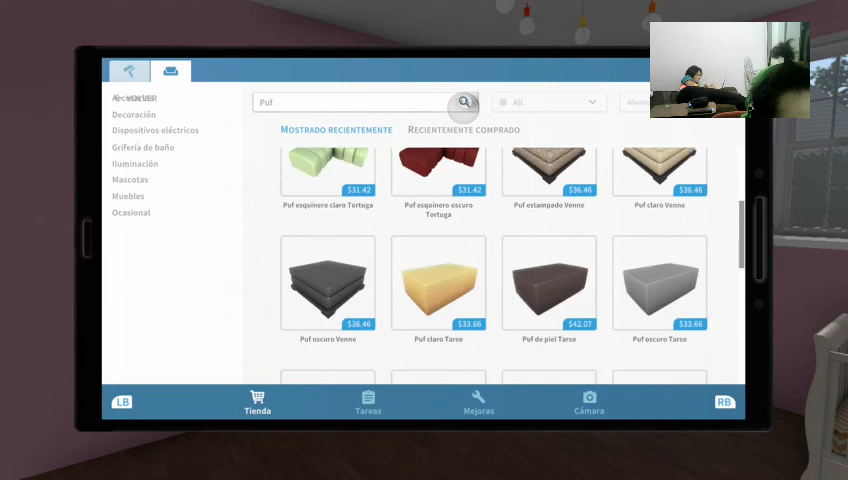 Puf
All
VOLVER
Decoración
Dispositivos eléctricos
Grifería de baño
Iluminación
Mascotas
Muebles
Ocasional
MOSTRADO RECIENTEMENTE
RECIENTEMENTE COMPRADO
$31.42
$31.42
$36.46
$36.46
Puf esquinero claro Tortuga
Puf esquinero oscuro
Tortuga
Puf estampado Venne
Puf claro Venne
$36.46
$33.66
$42.07
$33.66
Puf oscuro Venne
Puf claro Tarso
Puf de piel Tarso
Puf oscuro Tarso
LB
Tienda
Tareas
Mejoras
Cámara
RB